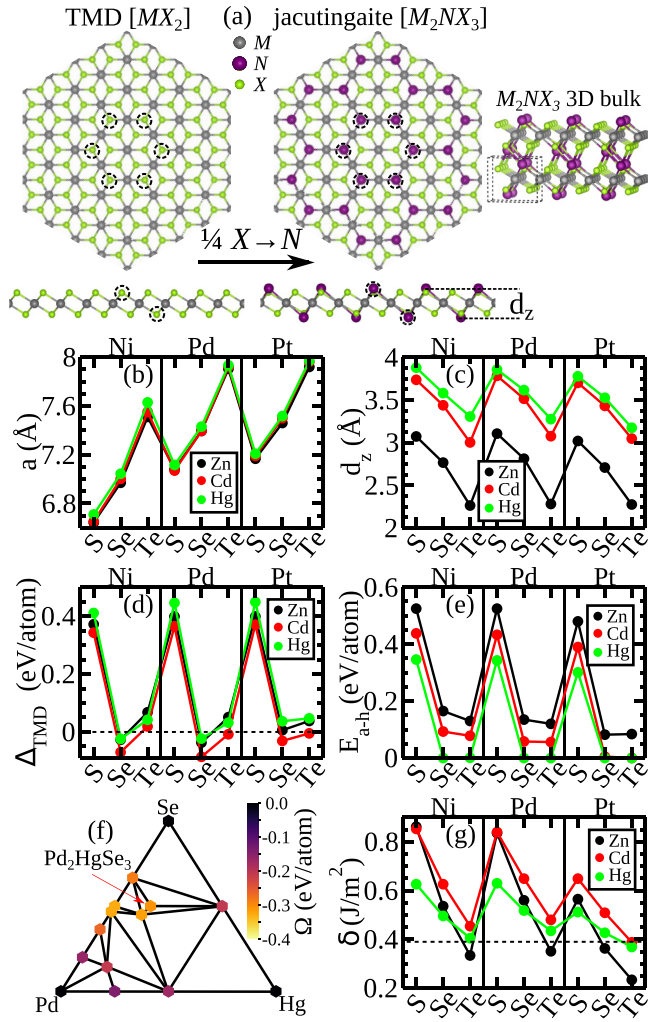 TMD [MX₂] (a) jacutingaite [M₂NX₃]
M
N
X
M₂NX₃ 3D bulk
¼ X→N
d_z
Ni Pd Pt
(b)
a (Å)
8
7.6
7.2
6.8
Zn
Cd
Hg
S Se Te S Se Te S Se Te
Ni Pd Pt
(c)
d_z (Å)
4
3.5
3
2.5
2
Zn
Cd
Hg
S Se Te S Se Te S Se Te
Ni Pd Pt
(d)
Δ_TMD (eV/atom)
0.4
0.2
0
Zn
Cd
Hg
S Se Te S Se Te S Se Te
Ni Pd Pt
(e)
E_a-h (eV/atom)
0.6
0.4
0.2
0
Zn
Cd
Hg
S Se Te S Se Te S Se Te
(f)
Se
Pd₂HgSe₃
Pd
Hg
0.0
-0.1
-0.2
-0.3
-0.4
Ω (eV/atom)
Ni Pd Pt
(g)
δ (J/m²)
0.8
0.6
0.4
0.2
Zn
Cd
Hg
S Se Te S Se Te S Se Te